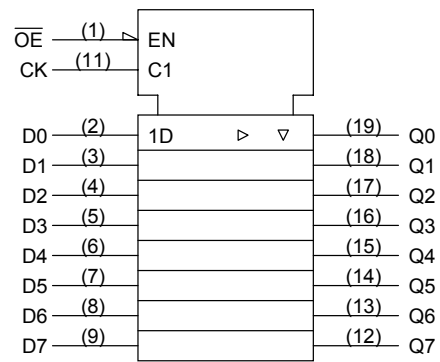 O̅E̅ (1) EN
CK (11) C1
D0 (2) 1D (19) Q0
D1 (3) (18) Q1
D2 (4) (17) Q2
D3 (5) (16) Q3
D4 (6) (15) Q4
D5 (7) (14) Q5
D6 (8) (13) Q6
D7 (9) (12) Q7